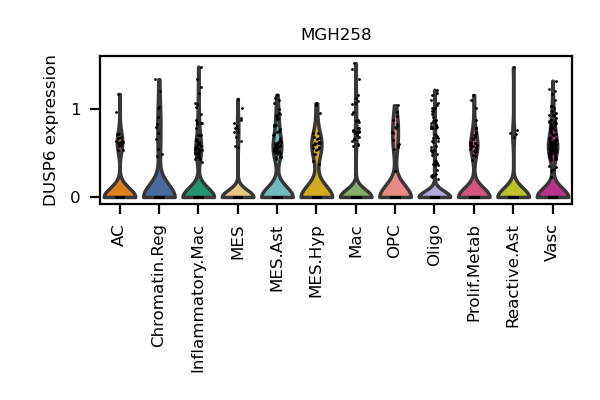 MGH258
DUSP6 expression
1
0
AC
Chromatin.Reg
Inflammatory.Mac
MES
MES.Ast
MES.Hyp
Mac
OPC
Oligo
Prolif.Metab
Reactive.Ast
Vasc